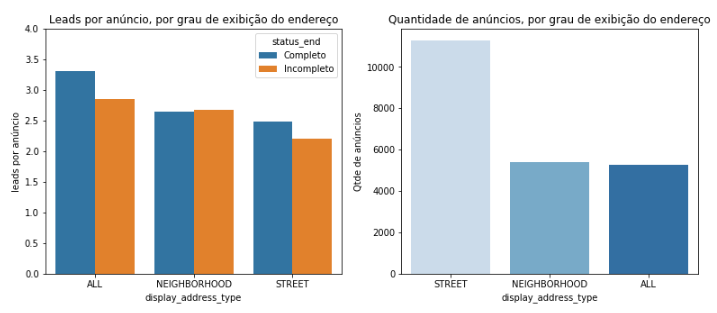 Leads por anúncio, por grau de exibição do endereço
4.0
3.5
3.0
2.5
2.0
1.5
1.0
0.5
0.0
leads por anúncio
status_end
Completo
Incompleto
ALL
NEIGHBORHOOD
STREET
display_address_type
Quantidade de anúncios, por grau de exibição do endereço
10000
8000
6000
4000
2000
0
Qtde de anúncios
STREET
NEIGHBORHOOD
ALL
display_address_type